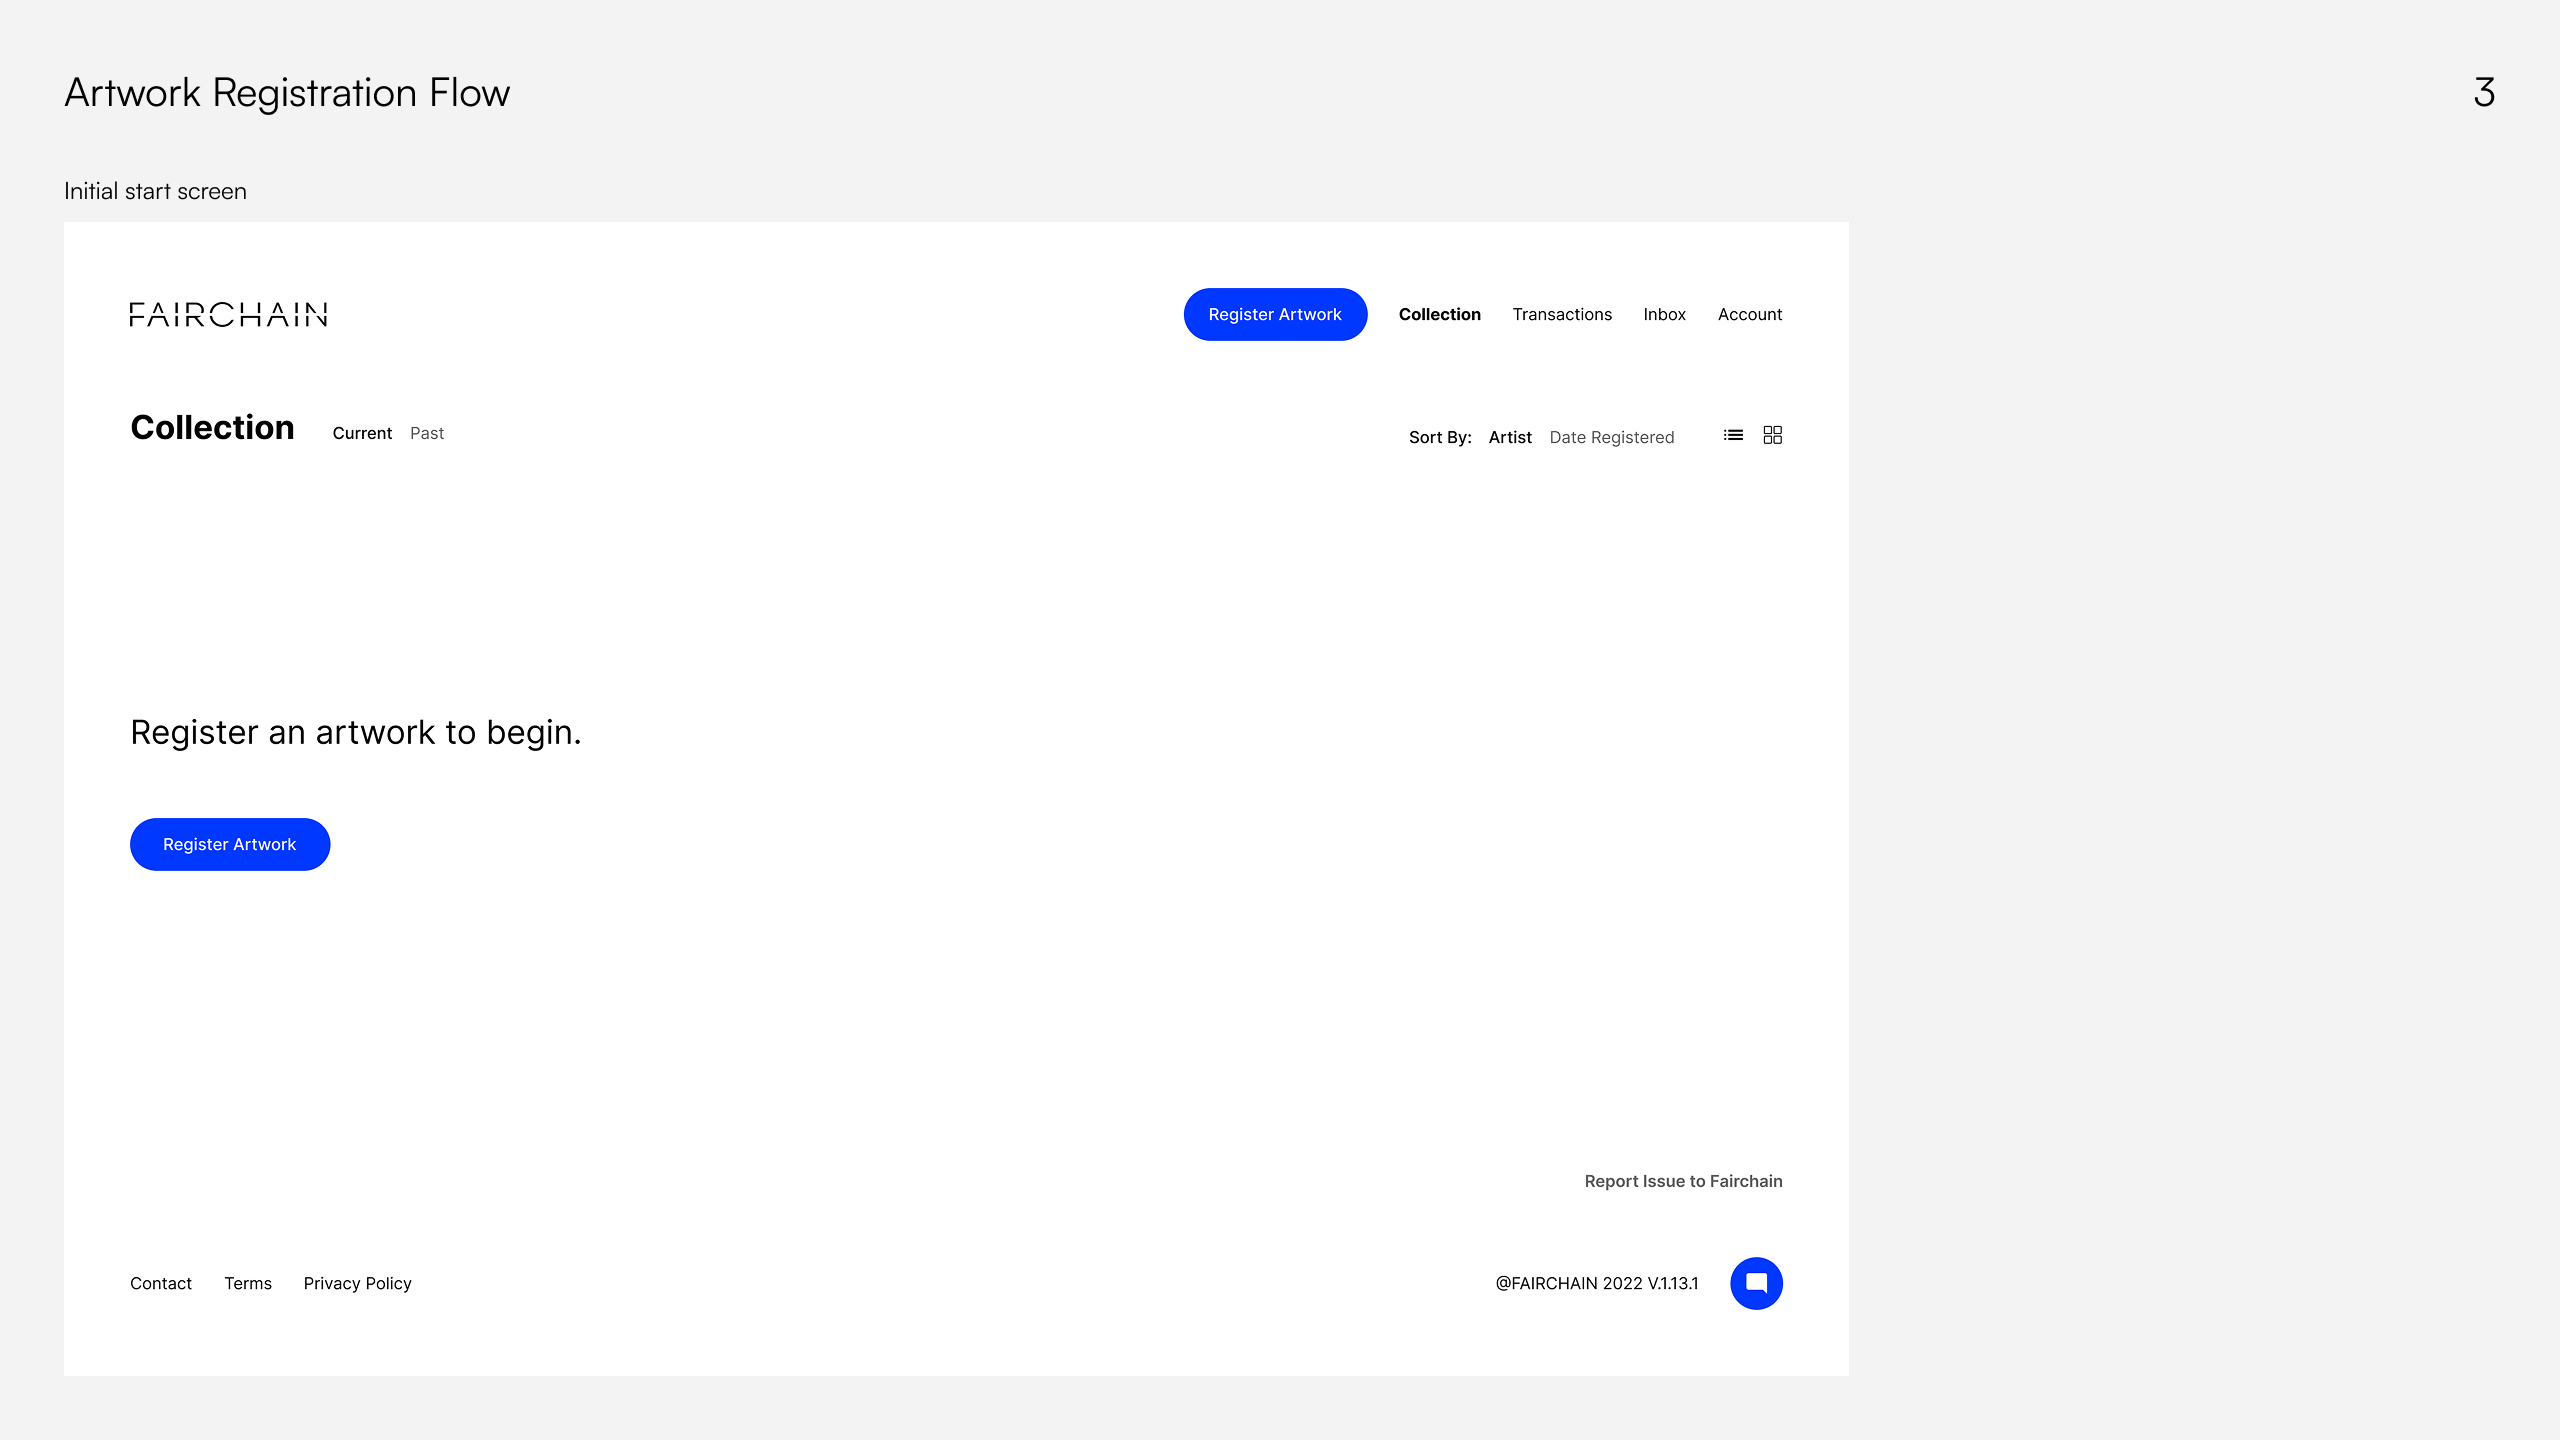 Artwork Registration Flow
3
Initial start screen
FAIRCHAIN
Register Artwork
Collection
Transactions
Inbox
Account
Collection
Current
Past
Sort By:
Artist
Date Registered
Register an artwork to begin.
Register Artwork
Report Issue to Fairchain
Contact
Terms
Privacy Policy
@FAIRCHAIN 2022 V.1.13.1